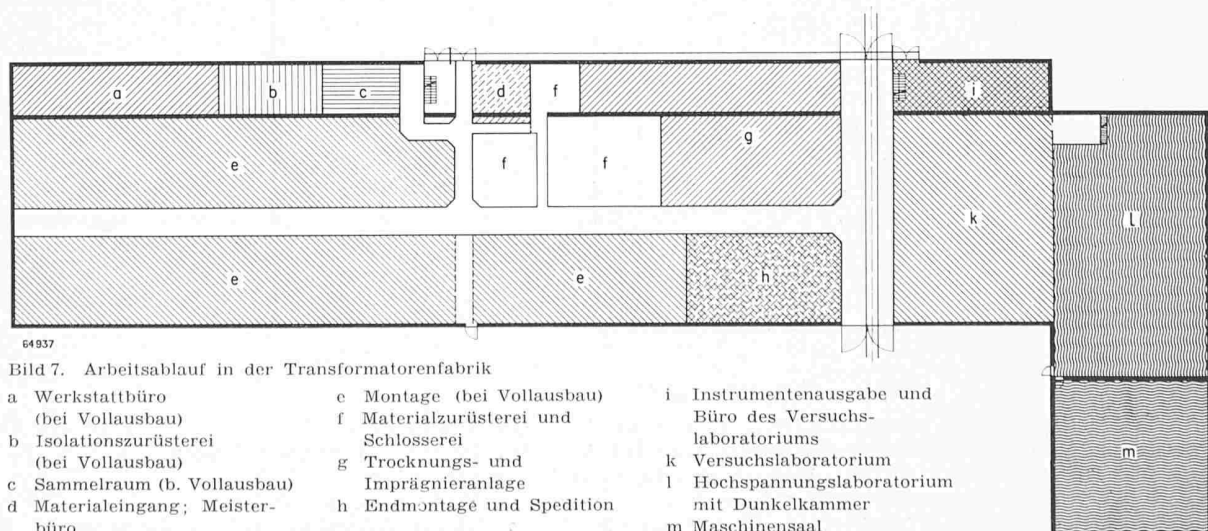 a
b
c
d
f
i
e
f
f
g
k
l
e
e
h
m
64937
Bild 7. Arbeitsablauf in der Transformatorenfabrik
a Werkstattbüro
(bei Vollausbau)
b Isolationszurüsterei
(bei Vollausbau)
c Sammelraum (b. Vollausbau)
d Materialeingang; Meister-
büro
e Montage (bei Vollausbau)
f Materialzurüsterei und
Schlosserei
g Trocknungs- und
Imprägnieranlage
h Endmontage und Spedition
i Instrumentenausgabe und
Büro des Versuchs-
laboratoriums
k Versuchslaboratorium
l Hochspannungslaboratorium
mit Dunkelkammer
m Maschinensaal